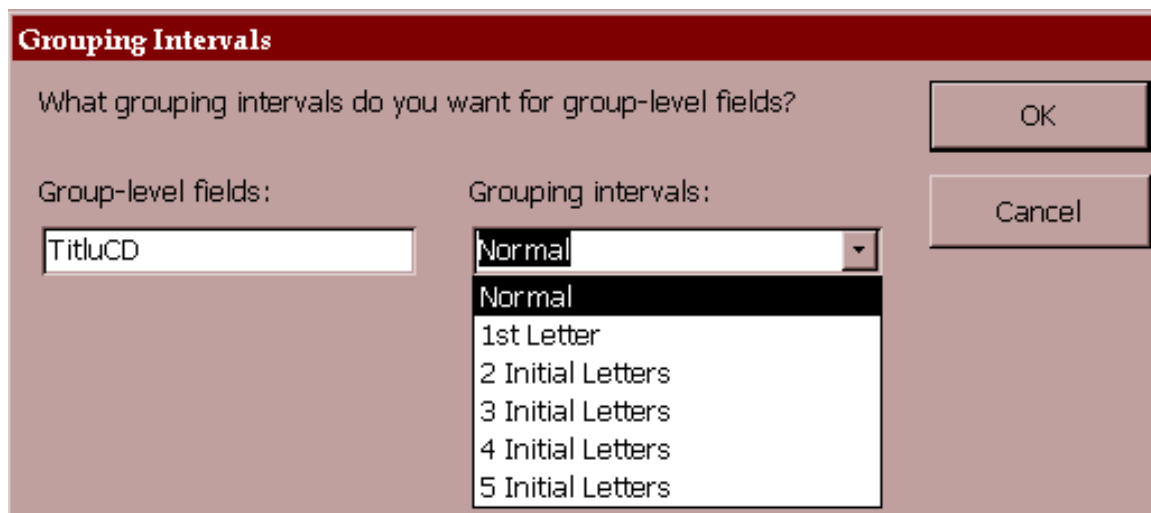 Grouping Intervals
What grouping intervals do you want for group-level fields?
OK
Group-level fields:
Grouping intervals:
Cancel
TitluCD
Normal
Normal
1st Letter
2 Initial Letters
3 Initial Letters
4 Initial Letters
5 Initial Letters